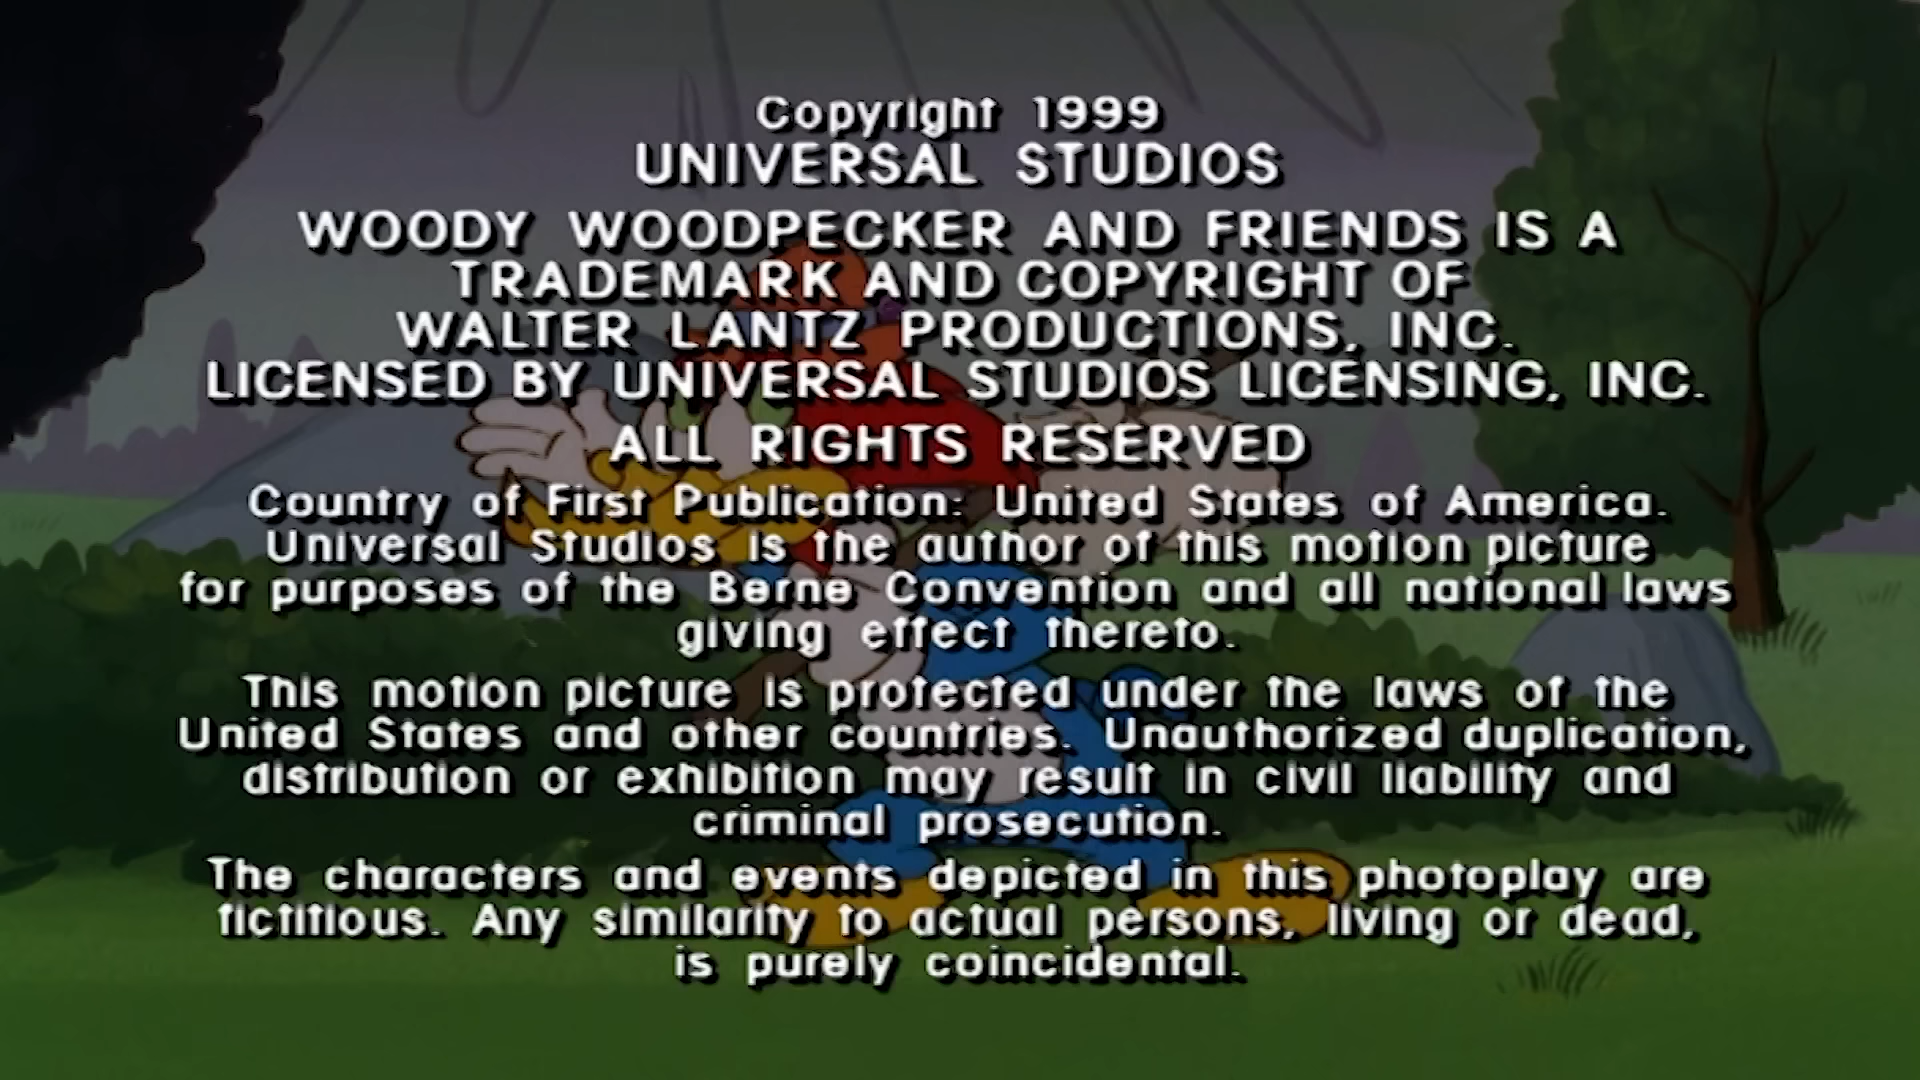 Copyright 1999
UNIVERSAL STUDIOS
WOODY WOODPECKER AND FRIENDS IS A
TRADEMARK AND COPYRIGHT OF
WALTER LANTZ PRODUCTIONS, INC.
LICENSED BY UNIVERSAL STUDIOS LICENSING, INC.
ALL RIGHTS RESERVED
Country of First Publication: United States of America.
Universal Studios is the author of this motion picture
for purposes of the Berne Convention and all national laws
giving effect thereto.
This motion picture is protected under the laws of the
United States and other countries. Unauthorized duplication,
distribution or exhibition may result in civil liability and
criminal prosecution.
The characters and events depicted in this photoplay are
fictitious. Any similarity to actual persons, living or dead,
is purely coincidental.